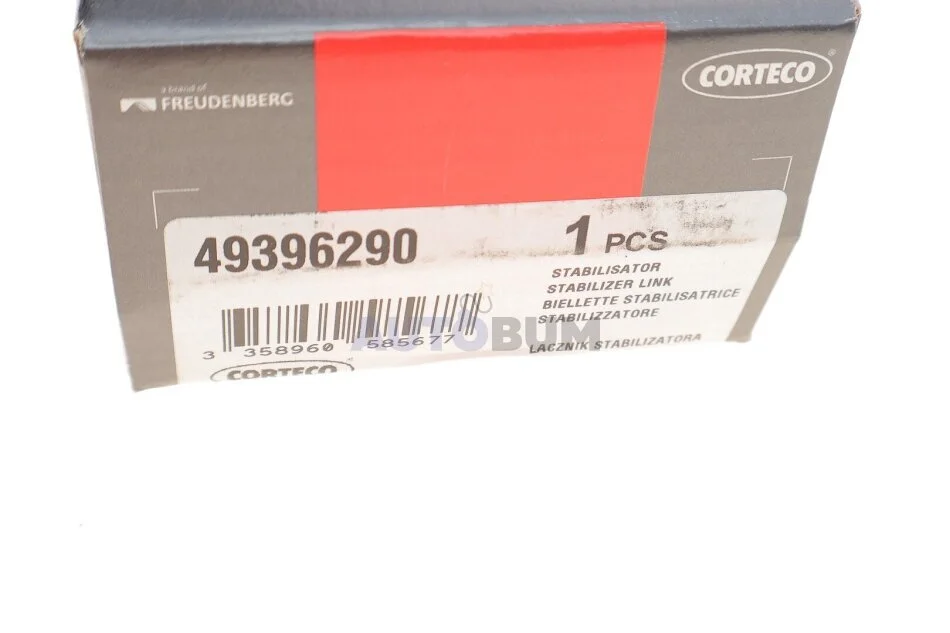 a brand of
FREUDENBERG
CORTECO®
49396290
1 PCS
STABILISATOR
STABILIZER LINK
BIELLETTE STABILISATRICE
STABILIZZATORE
LACZNIK STABILIZATORA
3 358960 585677
AUTOBUM
CORTECO®